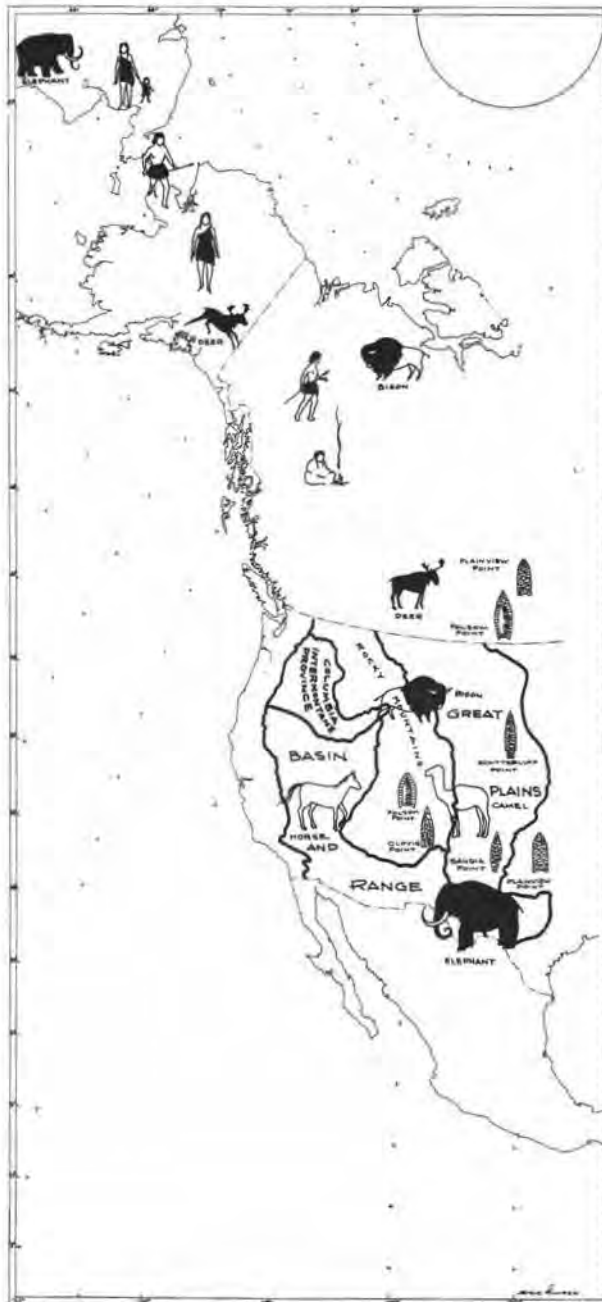 ELEPHANT
DEER
BISON
PLAINVIEW
POINT
DEER
FOLSOM
POINT
COLUMBIA
INTERMONTANE
PROVINCE
ROCKY
MOUNTAINS
BISON
GREAT
BASIN
SCOTTSBLUFF
POINT
PLAINS
CAMEL
FOLSOM
POINT
HORSE
AND
CLOVIS
POINT
SANDIA
POINT
PLAINVIEW
POINT
RANGE
ELEPHANT